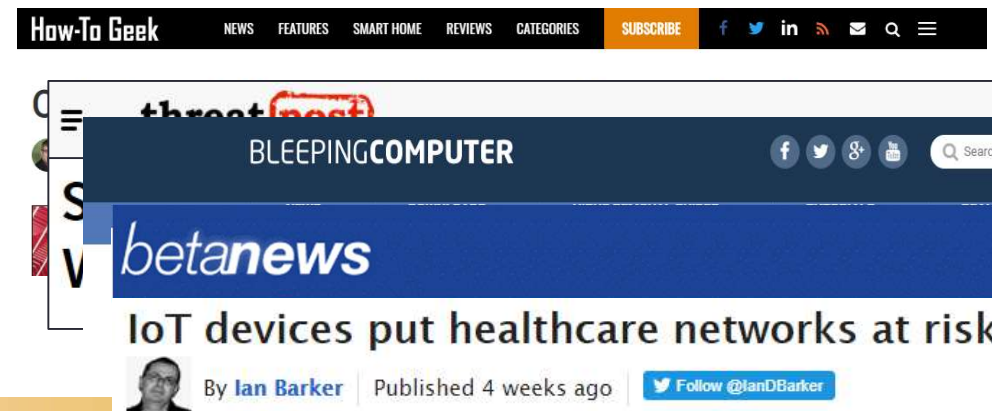 How-To Geek NEWS FEATURES SMART HOME REVIEWS CATEGORIES SUBSCRIBE
threatpost
BLEEPINGCOMPUTER Searc
betanews
IoT devices put healthcare networks at risk
By Ian Barker Published 4 weeks ago Follow @IanDBarker